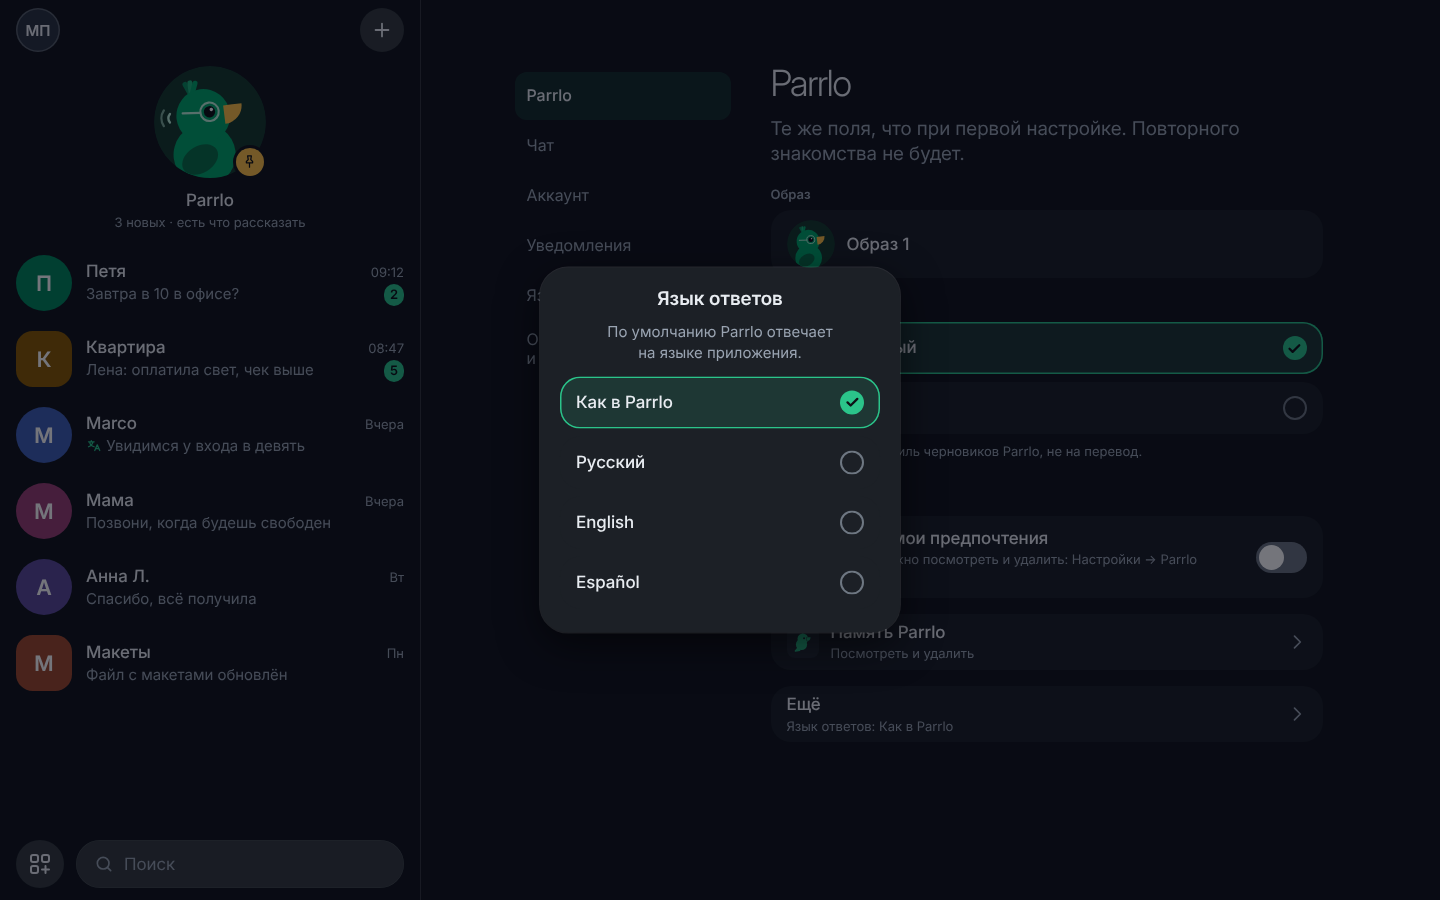 МП
Parrlo
3 новых · есть что рассказать
Петя
09:12
Завтра в 10 в офисе?
2
П
Квартира
08:47
Лена: оплатила свет, чек выше
5
К
Marco
Вчера
Увидимся у входа в девять
M
Мама
Вчера
Позвони, когда будешь свободен
М
Анна Л.
Вт
Спасибо, всё получила
А
Макеты
Пн
Файл с макетами обновлён
М
Поиск
Parrlo
Чат
Аккаунт
Уведомления
Parrlo
Те же поля, что при первой настройке. Повторного
знакомства не будет.
Образ
Образ 1
Язык ответов
По умолчанию Parrlo отвечает
на языке приложения.
Как в Parrlo
Русский
English
Español
черновиков Parrlo, не на перевод.
мои предпочтения
посмотреть и удалить: Настройки → Parrlo
Память Parrlo
Посмотреть и удалить
Ещё
Язык ответов: Как в Parrlo